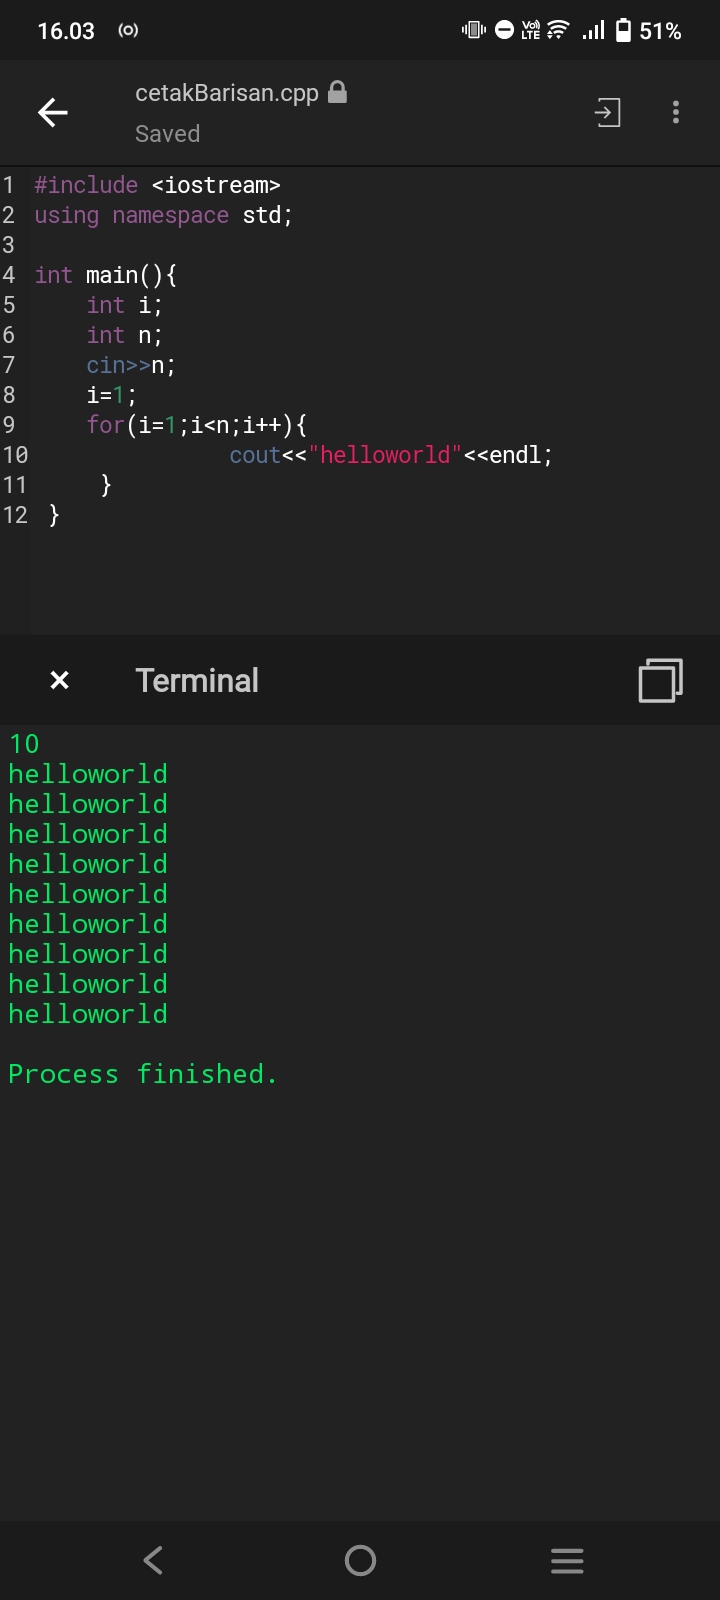 16.03 Vo) LTE 51%
cetakBarisan.cpp
Saved
1 #include <iostream>
2 using namespace std;
3
4 int main(){
5     int i;
6     int n;
7     cin>>n;
8     i=1;
9     for(i=1;i<n;i++){
10                cout<<"helloworld"<<endl;
11      }
12  }
Terminal
10
helloworld
helloworld
helloworld
helloworld
helloworld
helloworld
helloworld
helloworld
helloworld
Process finished.